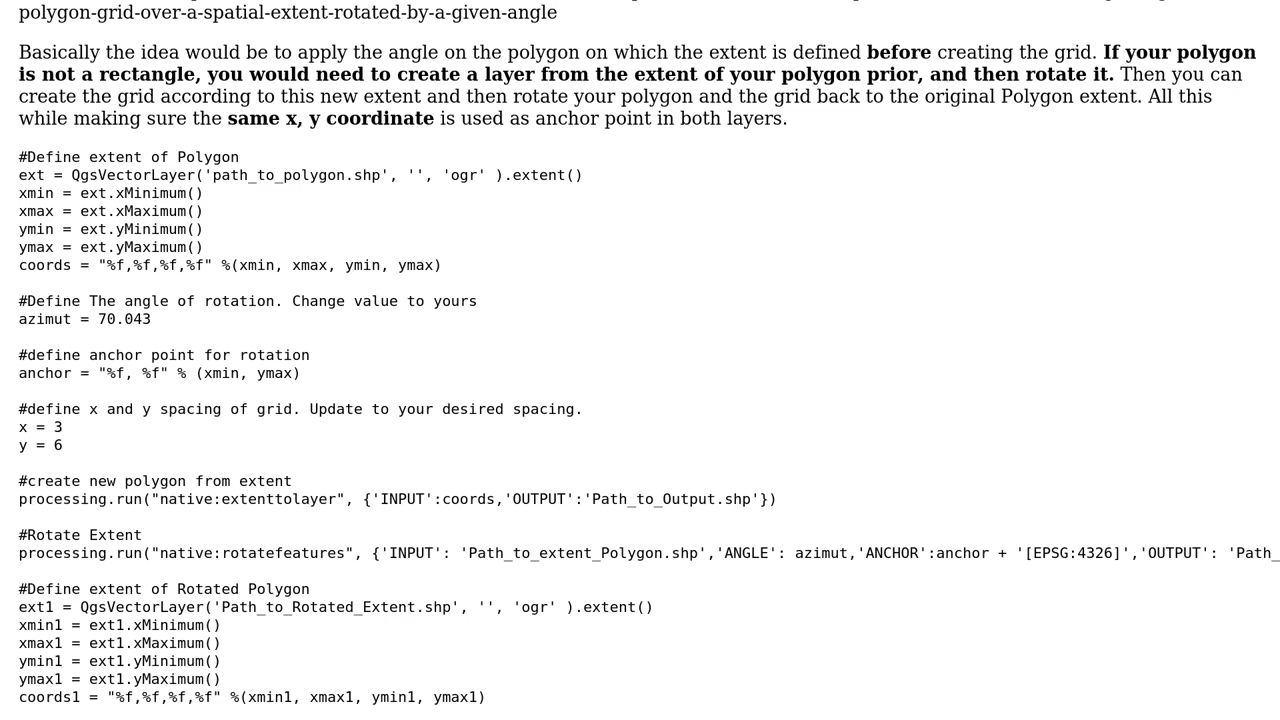 polygon-grid-over-a-spatial-extent-rotated-by-a-given-angle
Basically the idea would be to apply the angle on the polygon on which the extent is defined before creating the grid. If your polygon
is not a rectangle, you would need to create a layer from the extent of your polygon prior, and then rotate it. Then you can
create the grid according to this new extent and then rotate your polygon and the grid back to the original Polygon extent. All this
while making sure the same x, y coordinate is used as anchor point in both layers.
#Define extent of Polygon
ext = QgsVectorLayer('path_to_polygon.shp', '', 'ogr' ).extent()
xmin = ext.xMinimum()
xmax = ext.xMaximum()
ymin = ext.yMinimum()
ymax = ext.yMaximum()
coords = "%f,%f,%f,%f" %(xmin, xmax, ymin, ymax)
#Define The angle of rotation. Change value to yours
azimut = 70.043
#define anchor point for rotation
anchor = "%f, %f" % (xmin, ymax)
#define x and y spacing of grid. Update to your desired spacing.
x = 3
y = 6
#create new polygon from extent
processing.run("native:extenttolayer", {'INPUT':coords,'OUTPUT':'Path_to_Output.shp'})
#Rotate Extent
processing.run("native:rotatefeatures", {'INPUT': 'Path_to_extent_Polygon.shp','ANGLE': azimut,'ANCHOR':anchor + '[EPSG:4326]','OUTPUT': 'Path_
#Define extent of Rotated Polygon
ext1 = QgsVectorLayer('Path_to_Rotated_Extent.shp', '', 'ogr' ).extent()
xmin1 = ext1.xMinimum()
xmax1 = ext1.xMaximum()
ymin1 = ext1.yMinimum()
ymax1 = ext1.yMaximum()
coords1 = "%f,%f,%f,%f" %(xmin1, xmax1, ymin1, ymax1)